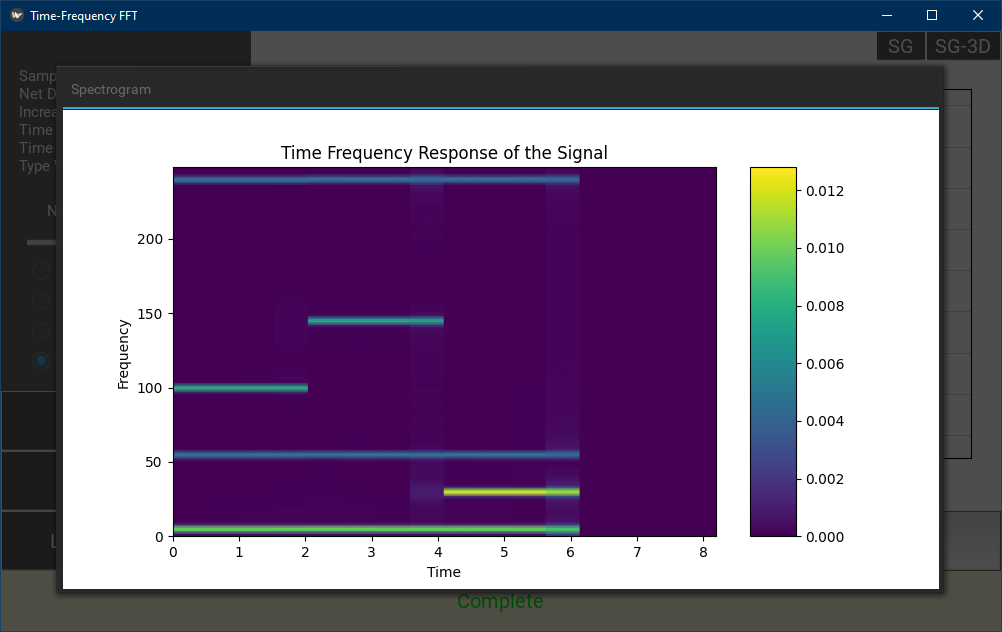 Time-Frequency FFT
SG SG-3D
Samp
Net D
Increa
Time
Time
Type
N
L
Spectrogram
Time Frequency Response of the Signal
Frequency
200
150
100
50
0
0 1 2 3 4 5 6 7 8
Time
0.012
0.010
0.008
0.006
0.004
0.002
0.000
Complete